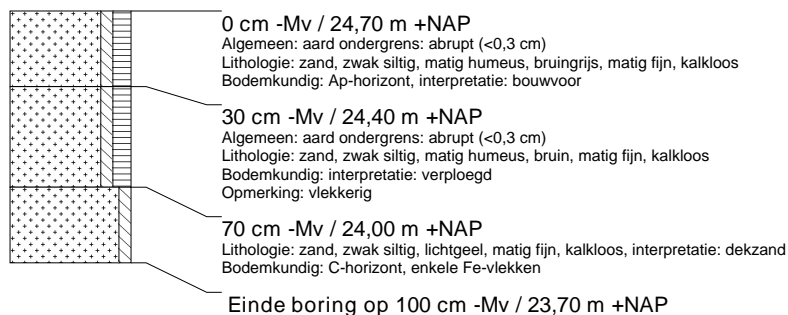 0 cm -Mv / 24,70 m +NAP
Algemeen: aard ondergrens: abrupt (<0,3 cm)
Lithologie: zand, zwak siltig, matig humeus, bruingrijs, matig fijn, kalkloos
Bodemkundig: Ap-horizont, interpretatie: bouwvoor
30 cm -Mv / 24,40 m +NAP
Algemeen: aard ondergrens: abrupt (<0,3 cm)
Lithologie: zand, zwak siltig, matig humeus, bruin, matig fijn, kalkloos
Bodemkundig: interpretatie: verploegd
Opmerking: vlekkerig
70 cm -Mv / 24,00 m +NAP
Lithologie: zand, zwak siltig, lichtgeel, matig fijn, kalkloos, interpretatie: dekzand
Bodemkundig: C-horizont, enkele Fe-vlekken
Einde boring op 100 cm -Mv / 23,70 m +NAP